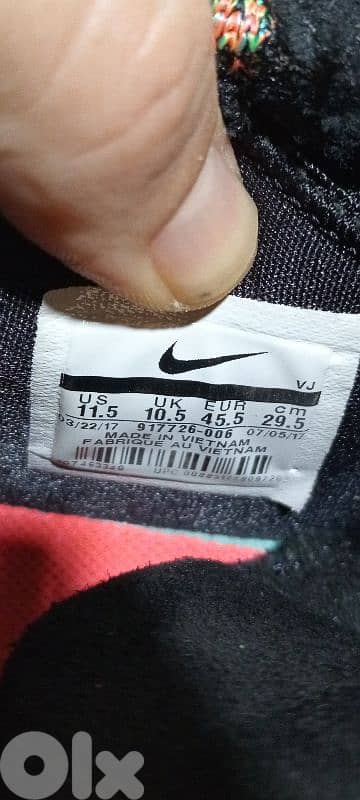 VJ
US UK EUR cm
11.5 10.5 45.5 29.5
03/22/17 917726-006 07/05/17
MADE IN VIETNAM
FABRIQUE AU VIETNAM
UPC
OLX